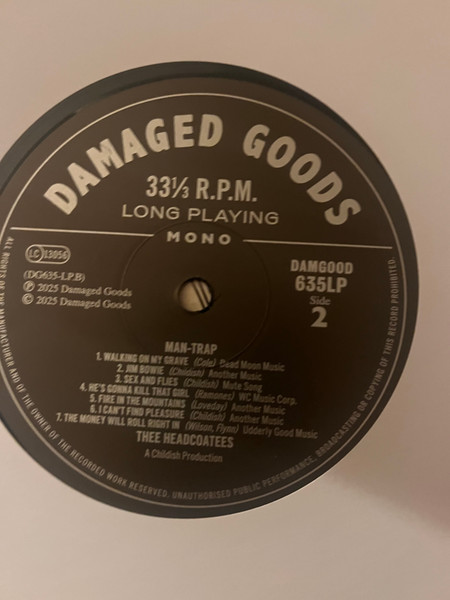 DAMAGED GOODS
33⅓ R.P.M.
LONG PLAYING
MONO
LC 13056
(DG635-LP.B)
℗ 2025 Damaged Goods
© 2025 Damaged Goods
DAMGOOD
635LP
Side
2
MAN-TRAP
1. WALKING ON MY GRAVE (Cole) Dead Moon Music
2. JIM BOWIE (Childish) Another Music
3. SEX AND FLIES (Childish) Mute Song
4. HE'S GONNA KILL THAT GIRL (Ramones) WC Music Corp.
5. FIRE IN THE MOUNTAINS (Loveday) Another Music
6. I CAN'T FIND PLEASURE (Childish) Another Music
7. THE MONEY WILL ROLL RIGHT IN (Wilson, Flynn) Udderly Good Music
THEE HEADCOATEES
A Childish Production
ALL RIGHTS OF THE MANUFACTURER AND OF THE OWNER OF THE RECORDED WORK RESERVED. UNAUTHORISED PUBLIC PERFORMANCE, BROADCASTING OR COPYING OF THIS RECORD PROHIBITED.